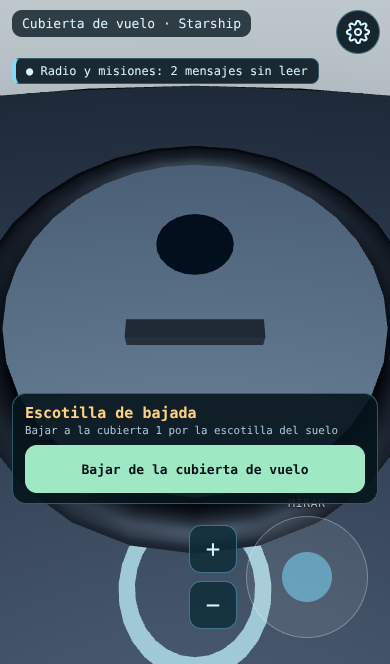 Cubierta de vuelo · Starship
● Radio y misiones: 2 mensajes sin leer
Escotilla de bajada
Bajar a la cubierta 1 por la escotilla del suelo
Bajar de la cubierta de vuelo
MIRAR
+
−